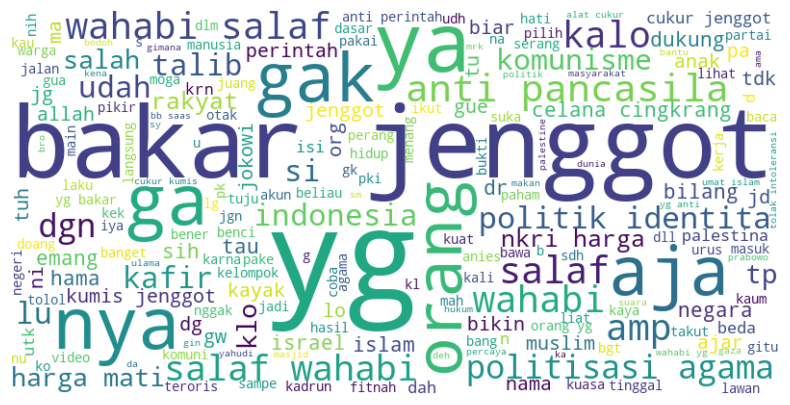 nih wahabi salaf ya anti perintah udh hati alat cukur cukur jenggot
kau bodoh gimana s dlm ma dasar biar pilih kalo dukung partai
warga kena manusia perintah pakai na serang mrk pa bantu ama
jalan salah talib gak tu komunisme anak lihat
gua moga udah krn juang anti pancasila politik masyarakat tdk
jg pikir rakyat jenggot ikut gue celana cingkrang d
allah bb saas otak org perang suka bukti kerja baca
bro main sy u isi hidup menang palestine dunia
bakar jenggot
langsung cukur kumis si gk pki orang dr makan bilang umat islam jd
laku lg jokowi akun beliau paham yg anti
tuh yg bakar ga pk tuju jgn sm politik identita tolak intoleransi
dgn kek iya bener benci indonesia
doang banget sih tau karna pake g kuat nkri harga dll palestina
negeri ni emang ulama kelompok yg anies bawa b urus masuk prabowo
hama kafir kayak coba agama kl kali sdh salaf aja tp
kumis jenggot klo lo mah wahabi suara kaya kaum
lu tolol nya nggak jadi hukum liat negara
utk dg gw hasil islam orang yg n bikin amp takut beda
nu video komuni gin israel deh bang muslim bgt ajar gitu
ko da yahudi masjid percaya ka wahabi yg gaza
harga mati salaf wahabi politisasi agama
teroris sampe kadrun fitnah dah nama kuasa tinggal lawan